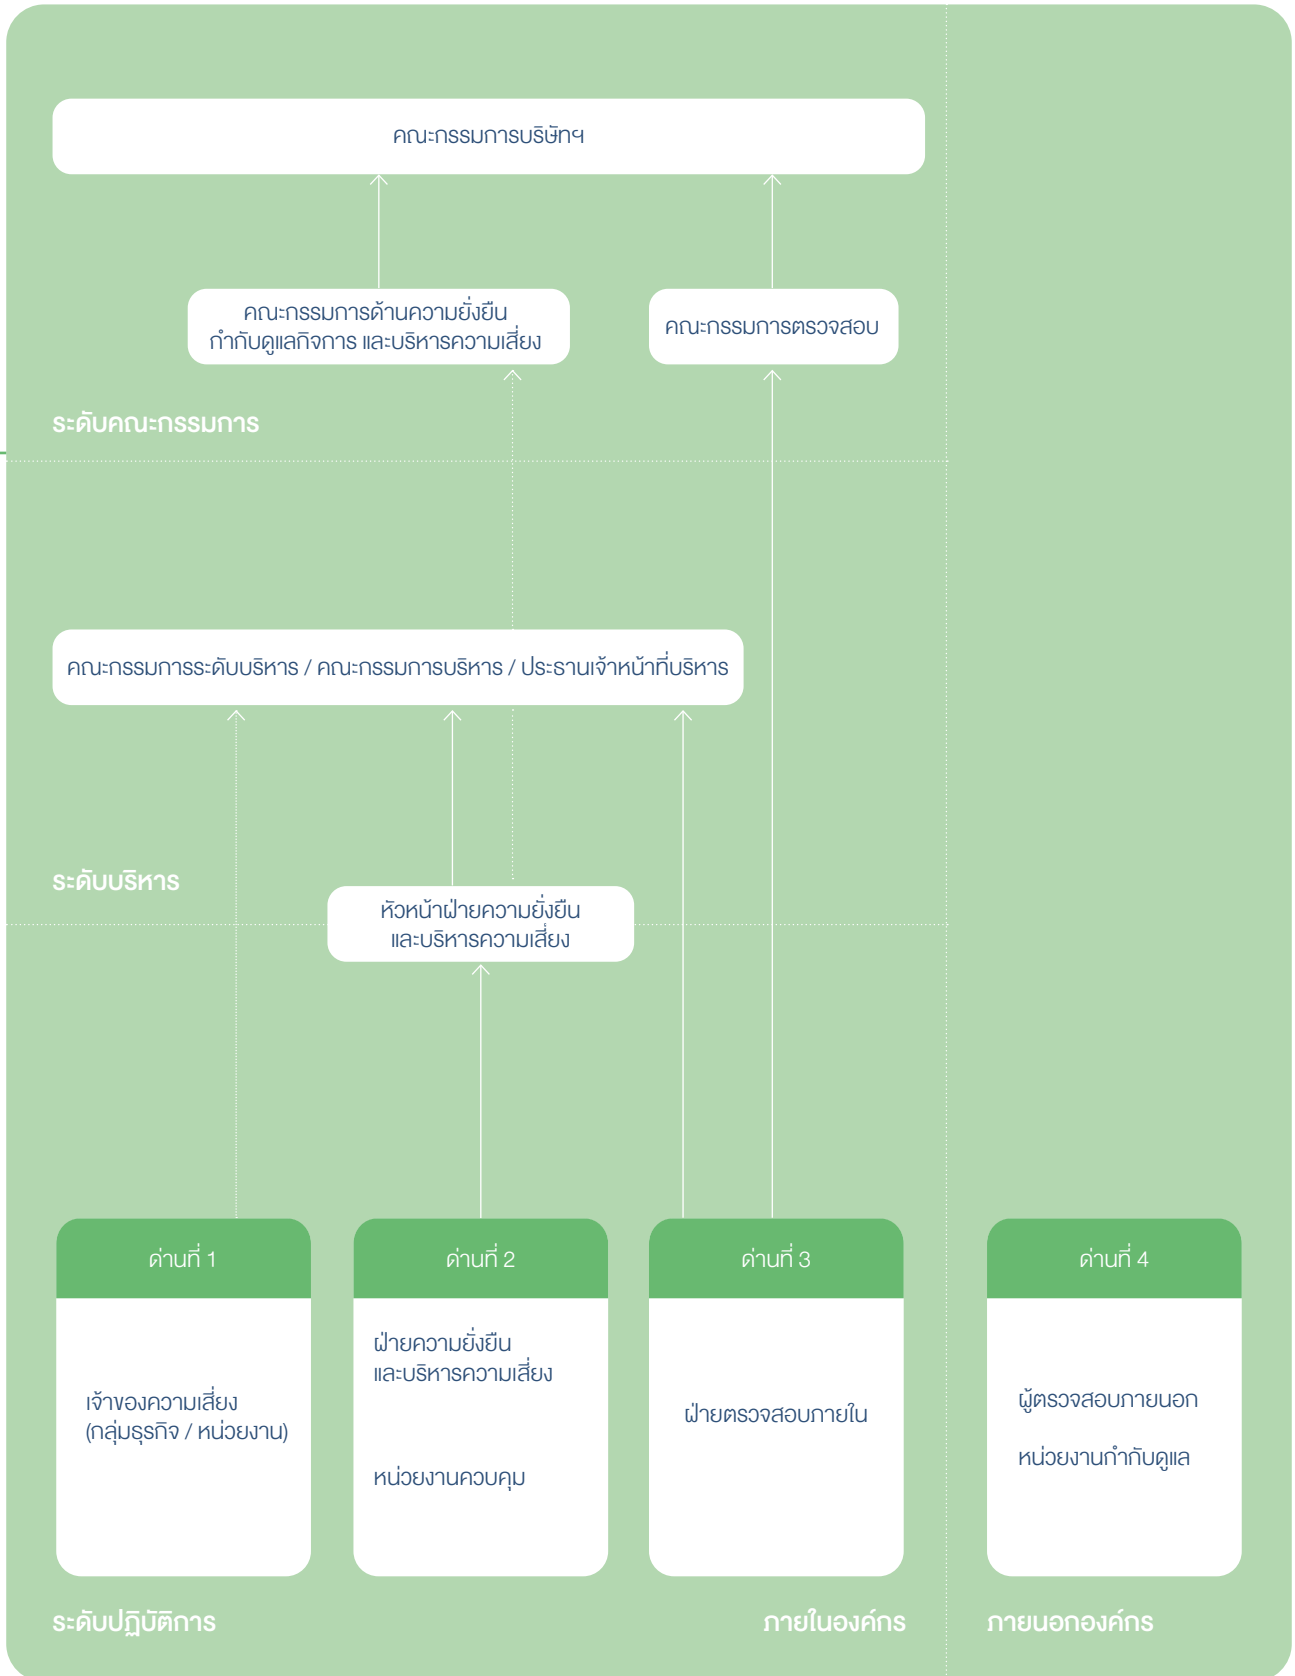 คณะกรรมการบริษัทฯ
คณะกรรมการด้านความยั่งยืน
กำกับดูแลกิจการ และบริหารความเสี่ยง
คณะกรรมการตรวจสอบ
ระดับคณะกรรมการ
คณะกรรมการระดับบริหาร / คณะกรรมการบริหาร / ประธานเจ้าหน้าที่บริหาร
ระดับบริหาร
หัวหน้าฝ่ายความยั่งยืน
และบริหารความเสี่ยง
ด่านที่ 1
เจ้าของความเสี่ยง
(กลุ่มธุรกิจ / หน่วยงาน)
ด่านที่ 2
ฝ่ายความยั่งยืน
และบริหารความเสี่ยง
หน่วยงานควบคุม
ด่านที่ 3
ฝ่ายตรวจสอบภายใน
ด่านที่ 4
ผู้ตรวจสอบภายนอก
หน่วยงานกำกับดูแล
ระดับปฏิบัติการ
ภายในองค์กร
ภายนอกองค์กร